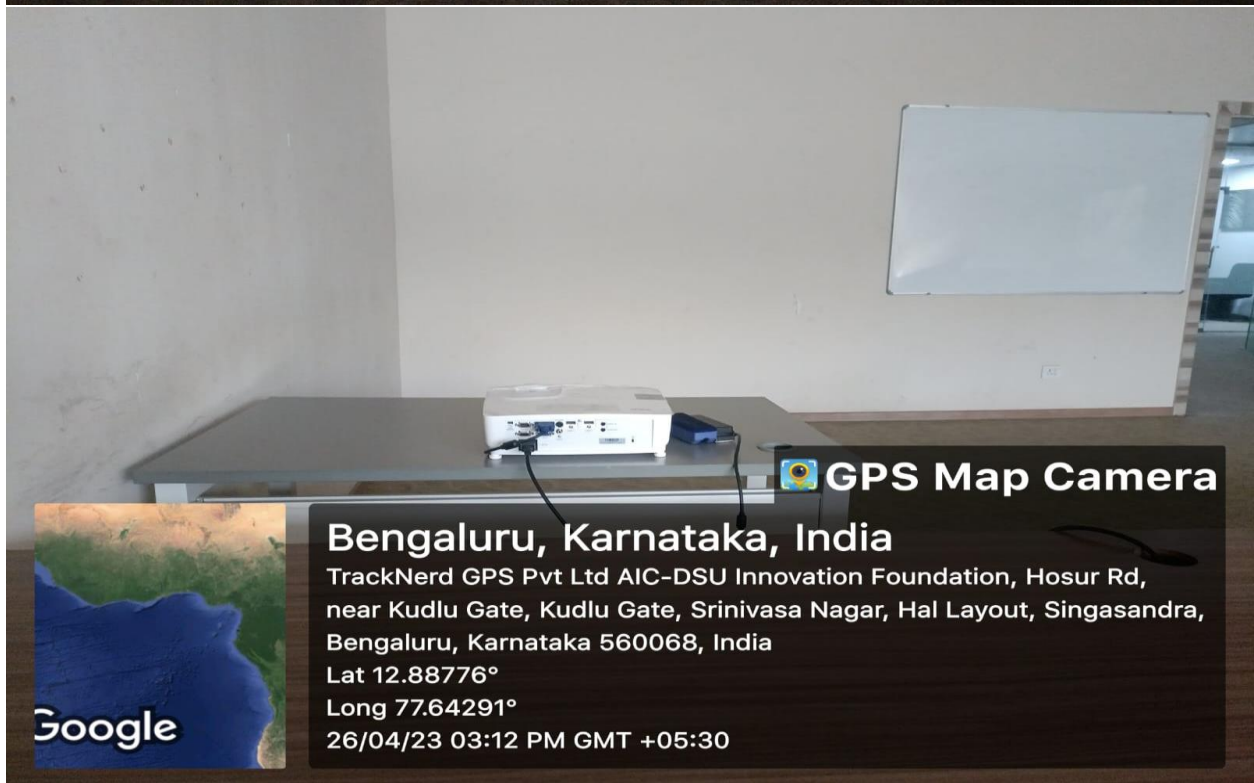 GPS Map Camera
Bengaluru, Karnataka, India
TrackNerd GPS Pvt Ltd AIC-DSU Innovation Foundation, Hosur Rd,
near Kudlu Gate, Kudlu Gate, Srinivasa Nagar, Hal Layout, Singasandra,
Bengaluru, Karnataka 560068, India
Lat 12.88776°
Long 77.64291°
26/04/23 03:12 PM GMT +05:30
Google